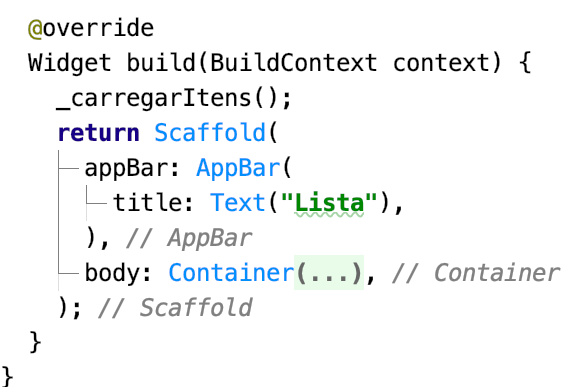 @override
Widget build(BuildContext context) {
_carregarItens();
return Scaffold(
appBar: AppBar(
title: Text("Lista"),
), // AppBar
body: Container(...), // Container
); // Scaffold
}
}